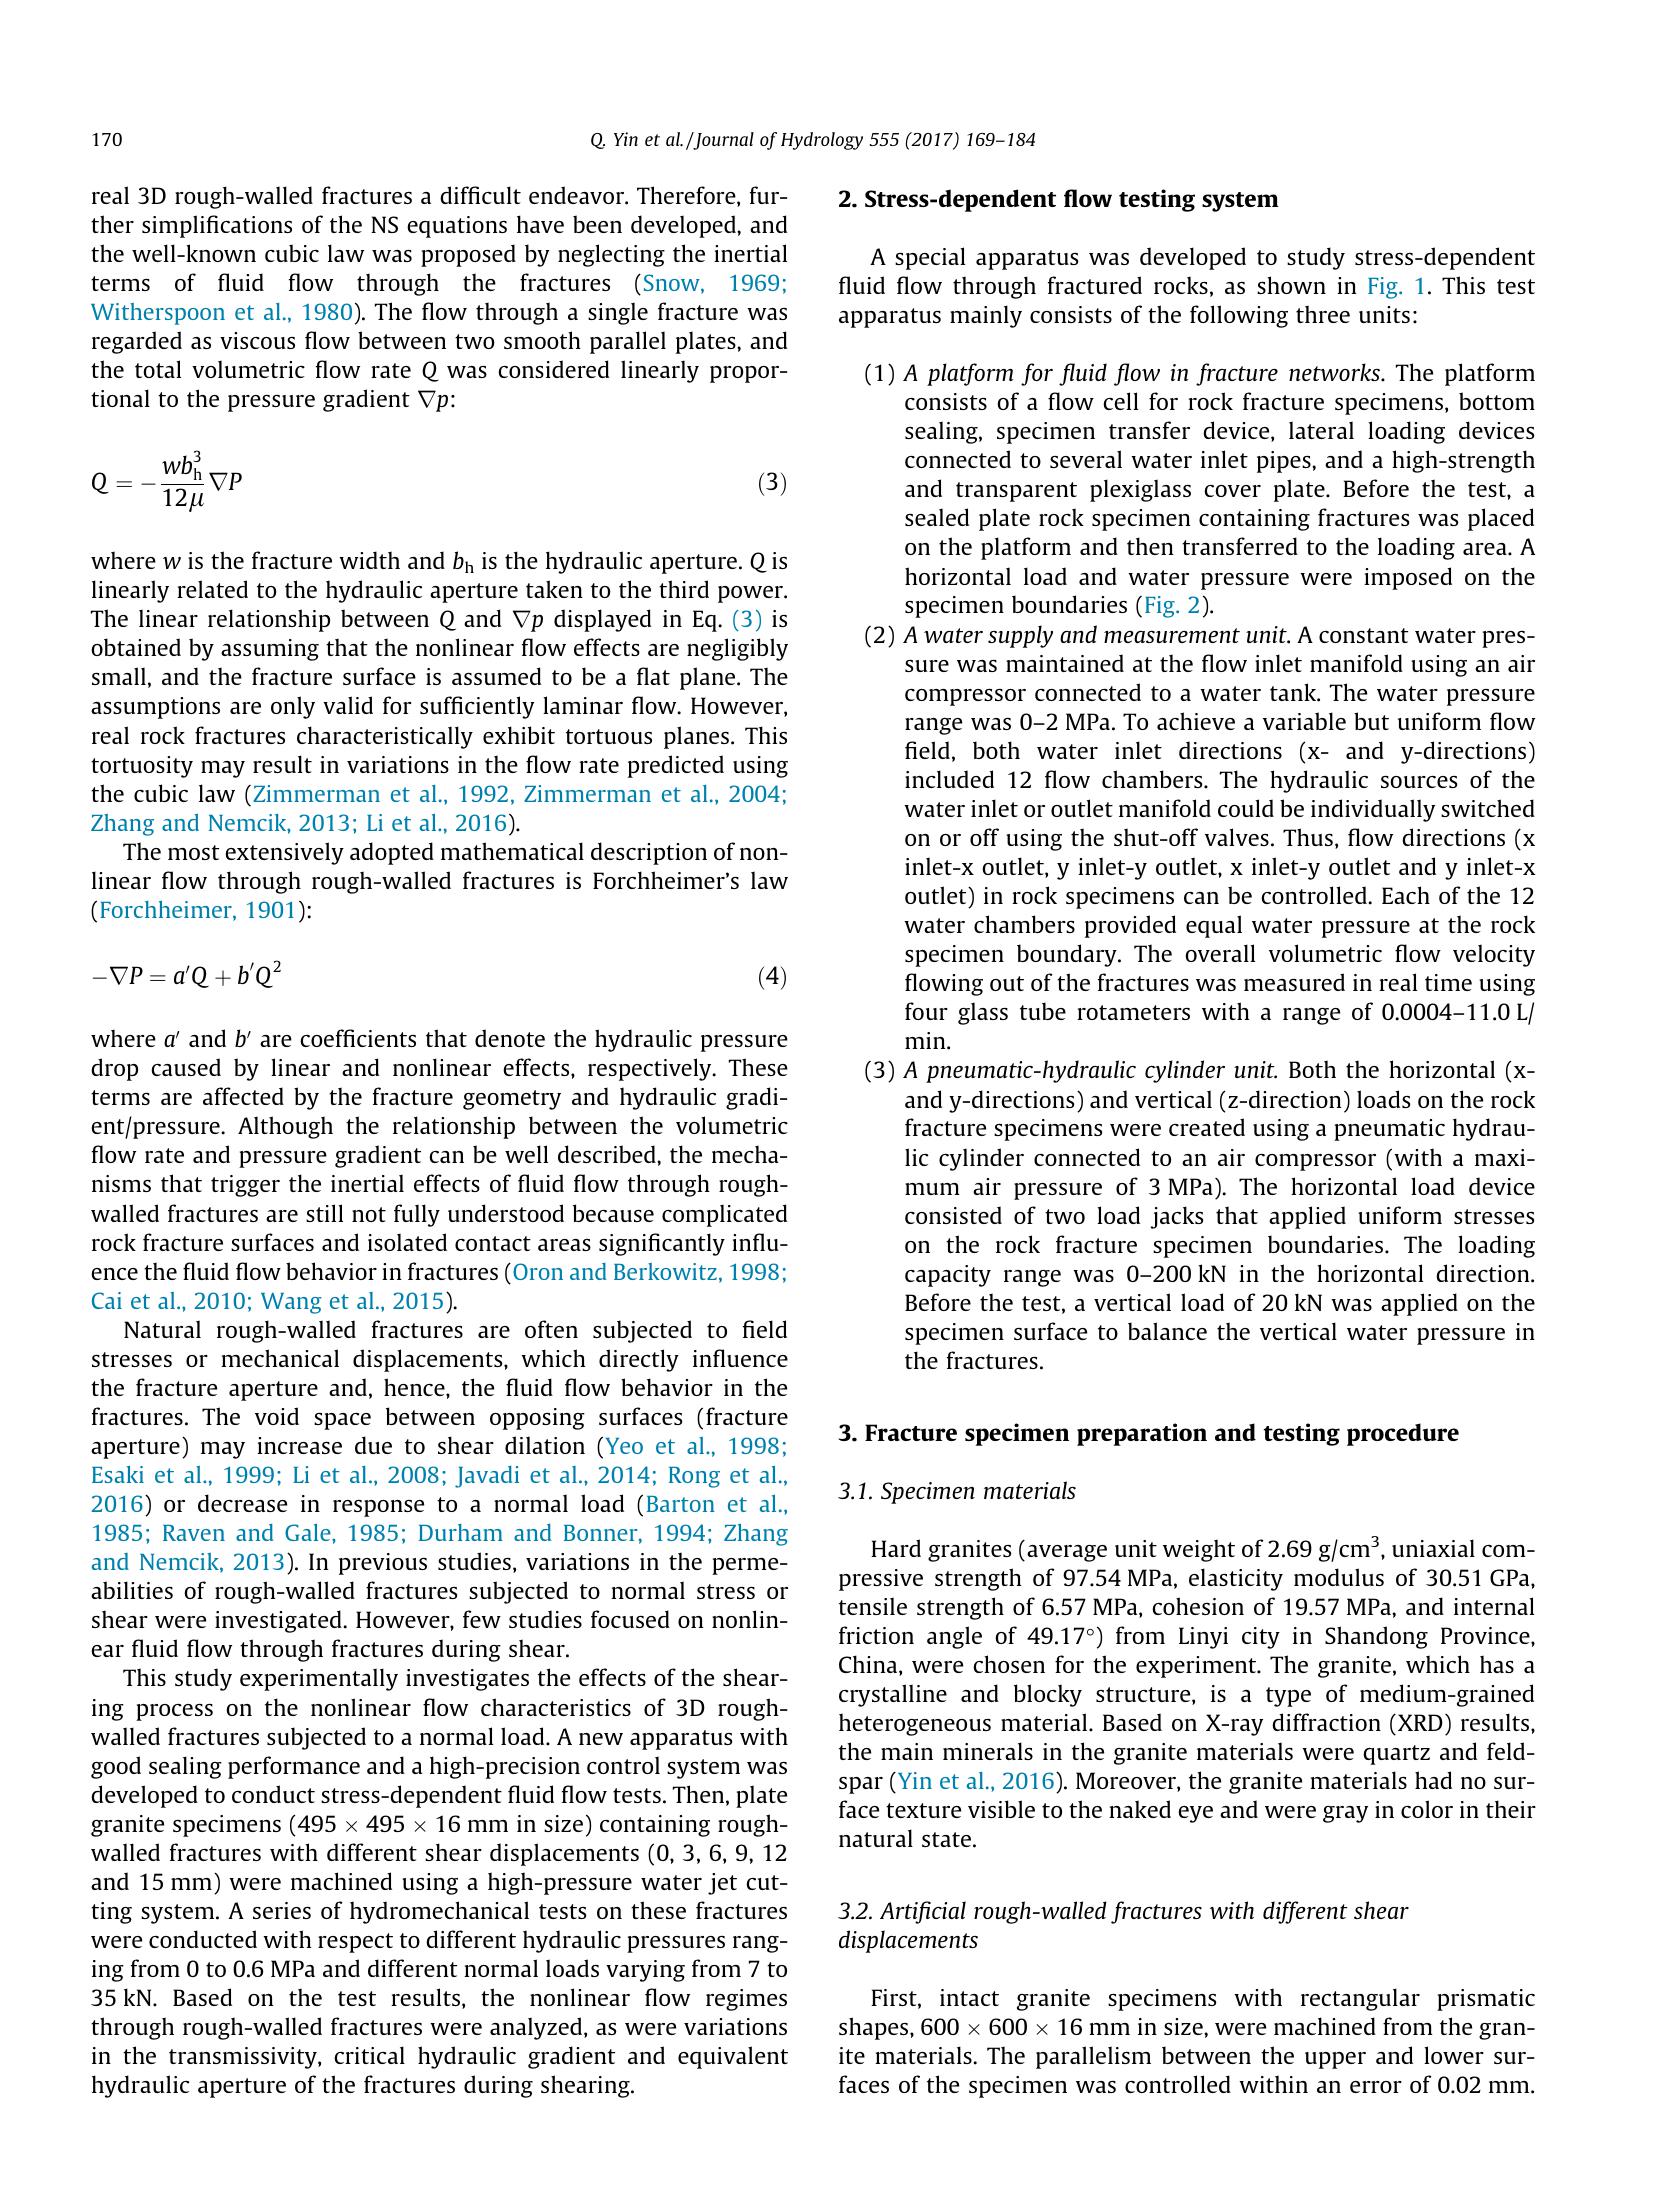 170
Q. Yin et al. / Journal of Hydrology 555 (2017) 169–184
real 3D rough-walled fractures a difficult endeavor. Therefore, fur-
ther simplifications of the NS equations have been developed, and
the well-known cubic law was proposed by neglecting the inertial
terms of fluid flow through the fractures (Snow, 1969;
Witherspoon et al., 1980). The flow through a single fracture was
regarded as viscous flow between two smooth parallel plates, and
the total volumetric flow rate Q was considered linearly propor-
tional to the pressure gradient ∇p:
Q = −(wb_h^3/12μ)∇P (3)
where w is the fracture width and b_h is the hydraulic aperture. Q is
linearly related to the hydraulic aperture taken to the third power.
The linear relationship between Q and ∇p displayed in Eq. (3) is
obtained by assuming that the nonlinear flow effects are negligibly
small, and the fracture surface is assumed to be a flat plane. The
assumptions are only valid for sufficiently laminar flow. However,
real rock fractures characteristically exhibit tortuous planes. This
tortuosity may result in variations in the flow rate predicted using
the cubic law (Zimmerman et al., 1992, Zimmerman et al., 2004;
Zhang and Nemcik, 2013; Li et al., 2016).
The most extensively adopted mathematical description of non-
linear flow through rough-walled fractures is Forchheimer's law
(Forchheimer, 1901):
−∇P = a′Q + b′Q² (4)
where a′ and b′ are coefficients that denote the hydraulic pressure
drop caused by linear and nonlinear effects, respectively. These
terms are affected by the fracture geometry and hydraulic gradi-
ent/pressure. Although the relationship between the volumetric
flow rate and pressure gradient can be well described, the mecha-
nisms that trigger the inertial effects of fluid flow through rough-
walled fractures are still not fully understood because complicated
rock fracture surfaces and isolated contact areas significantly influ-
ence the fluid flow behavior in fractures (Oron and Berkowitz, 1998;
Cai et al., 2010; Wang et al., 2015).
Natural rough-walled fractures are often subjected to field
stresses or mechanical displacements, which directly influence
the fracture aperture and, hence, the fluid flow behavior in the
fractures. The void space between opposing surfaces (fracture
aperture) may increase due to shear dilation (Yeo et al., 1998;
Esaki et al., 1999; Li et al., 2008; Javadi et al., 2014; Rong et al.,
2016) or decrease in response to a normal load (Barton et al.,
1985; Raven and Gale, 1985; Durham and Bonner, 1994; Zhang
and Nemcik, 2013). In previous studies, variations in the perme-
abilities of rough-walled fractures subjected to normal stress or
shear were investigated. However, few studies focused on nonlin-
ear fluid flow through fractures during shear.
This study experimentally investigates the effects of the shear-
ing process on the nonlinear flow characteristics of 3D rough-
walled fractures subjected to a normal load. A new apparatus with
good sealing performance and a high-precision control system was
developed to conduct stress-dependent fluid flow tests. Then, plate
granite specimens (495 × 495 × 16 mm in size) containing rough-
walled fractures with different shear displacements (0, 3, 6, 9, 12
and 15 mm) were machined using a high-pressure water jet cut-
ting system. A series of hydromechanical tests on these fractures
were conducted with respect to different hydraulic pressures rang-
ing from 0 to 0.6 MPa and different normal loads varying from 7 to
35 kN. Based on the test results, the nonlinear flow regimes
through rough-walled fractures were analyzed, as were variations
in the transmissivity, critical hydraulic gradient and equivalent
hydraulic aperture of the fractures during shearing.
2. Stress-dependent flow testing system
A special apparatus was developed to study stress-dependent
fluid flow through fractured rocks, as shown in Fig. 1. This test
apparatus mainly consists of the following three units:
(1) A platform for fluid flow in fracture networks. The platform
consists of a flow cell for rock fracture specimens, bottom
sealing, specimen transfer device, lateral loading devices
connected to several water inlet pipes, and a high-strength
and transparent plexiglass cover plate. Before the test, a
sealed plate rock specimen containing fractures was placed
on the platform and then transferred to the loading area. A
horizontal load and water pressure were imposed on the
specimen boundaries (Fig. 2).
(2) A water supply and measurement unit. A constant water pres-
sure was maintained at the flow inlet manifold using an air
compressor connected to a water tank. The water pressure
range was 0–2 MPa. To achieve a variable but uniform flow
field, both water inlet directions (x- and y-directions)
included 12 flow chambers. The hydraulic sources of the
water inlet or outlet manifold could be individually switched
on or off using the shut-off valves. Thus, flow directions (x
inlet-x outlet, y inlet-y outlet, x inlet-y outlet and y inlet-x
outlet) in rock specimens can be controlled. Each of the 12
water chambers provided equal water pressure at the rock
specimen boundary. The overall volumetric flow velocity
flowing out of the fractures was measured in real time using
four glass tube rotameters with a range of 0.0004–11.0 L/
min.
(3) A pneumatic-hydraulic cylinder unit. Both the horizontal (x-
and y-directions) and vertical (z-direction) loads on the rock
fracture specimens were created using a pneumatic hydrau-
lic cylinder connected to an air compressor (with a maxi-
mum air pressure of 3 MPa). The horizontal load device
consisted of two load jacks that applied uniform stresses
on the rock fracture specimen boundaries. The loading
capacity range was 0–200 kN in the horizontal direction.
Before the test, a vertical load of 20 kN was applied on the
specimen surface to balance the vertical water pressure in
the fractures.
3. Fracture specimen preparation and testing procedure
3.1. Specimen materials
Hard granites (average unit weight of 2.69 g/cm³, uniaxial com-
pressive strength of 97.54 MPa, elasticity modulus of 30.51 GPa,
tensile strength of 6.57 MPa, cohesion of 19.57 MPa, and internal
friction angle of 49.17°) from Linyi city in Shandong Province,
China, were chosen for the experiment. The granite, which has a
crystalline and blocky structure, is a type of medium-grained
heterogeneous material. Based on X-ray diffraction (XRD) results,
the main minerals in the granite materials were quartz and feld-
spar (Yin et al., 2016). Moreover, the granite materials had no sur-
face texture visible to the naked eye and were gray in color in their
natural state.
3.2. Artificial rough-walled fractures with different shear
displacements
First, intact granite specimens with rectangular prismatic
shapes, 600 × 600 × 16 mm in size, were machined from the gran-
ite materials. The parallelism between the upper and lower sur-
faces of the specimen was controlled within an error of 0.02 mm.